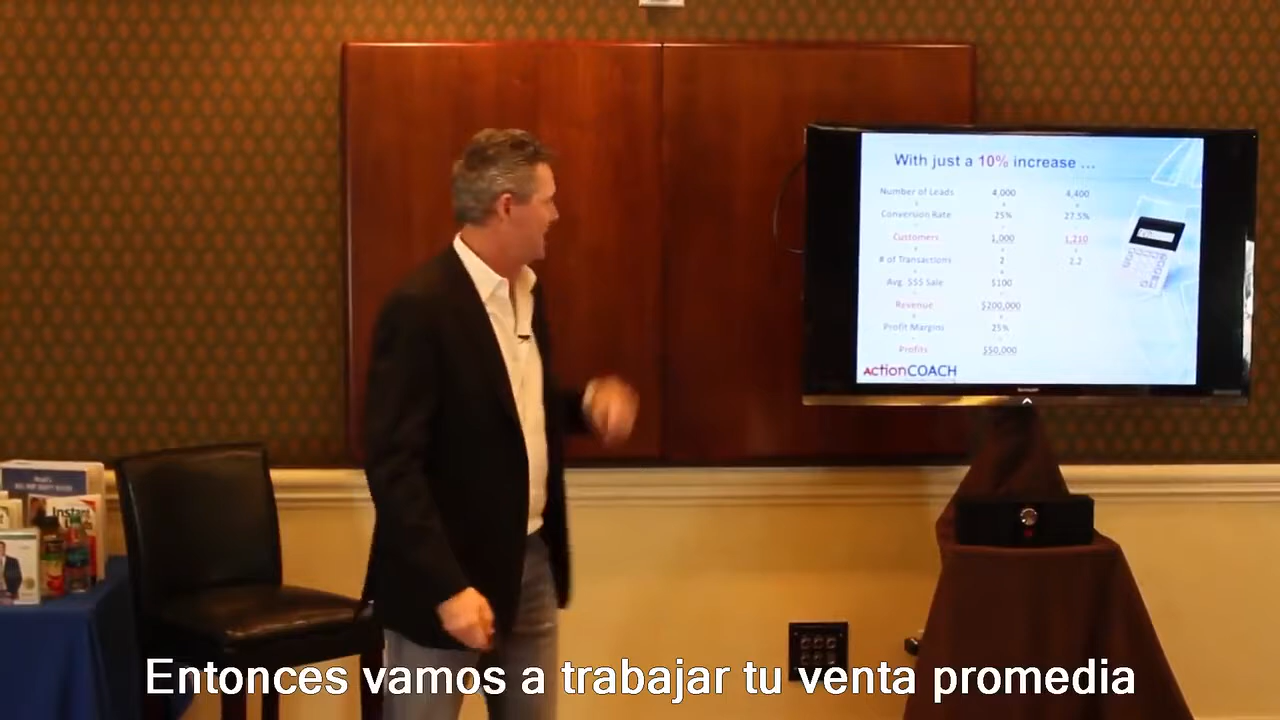 With just a 10% increase ...
Number of Leads 4,000 4,400
Conversion Rate 25% 27.5%
Customers 1,000 1,210
# of Transactions 2 2.2
Avg. $$$ Sale $100
Revenue $200,000
Profit Margins 25%
Profits $50,000
ActionCOACH
Instant
Entonces vamos a trabajar tu venta promedia